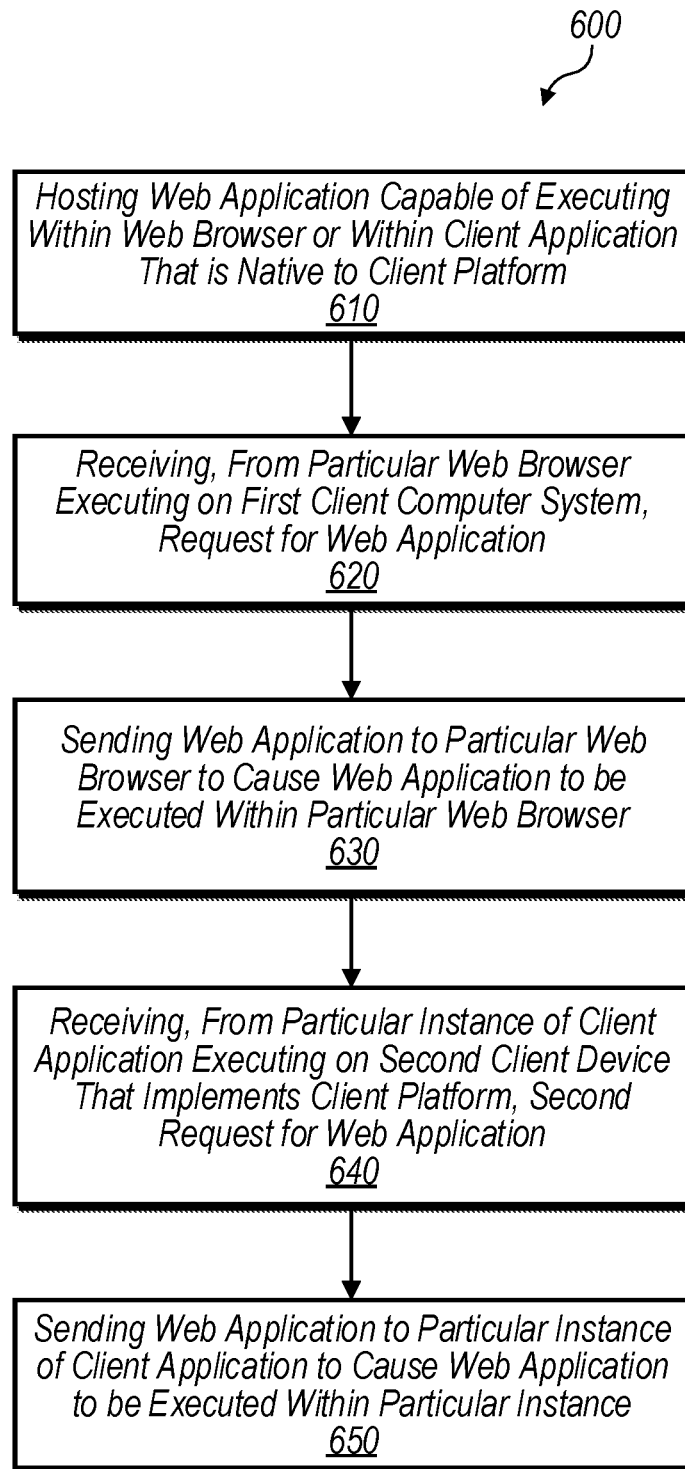 600
Hosting Web Application Capable of Executing
Within Web Browser or Within Client Application
That is Native to Client Platform
610
Receiving, From Particular Web Browser
Executing on First Client Computer System,
Request for Web Application
620
Sending Web Application to Particular Web
Browser to Cause Web Application to be
Executed Within Particular Web Browser
630
Receiving, From Particular Instance of Client
Application Executing on Second Client Device
That Implements Client Platform, Second
Request for Web Application
640
Sending Web Application to Particular Instance
of Client Application to Cause Web Application
to be Executed Within Particular Instance
650